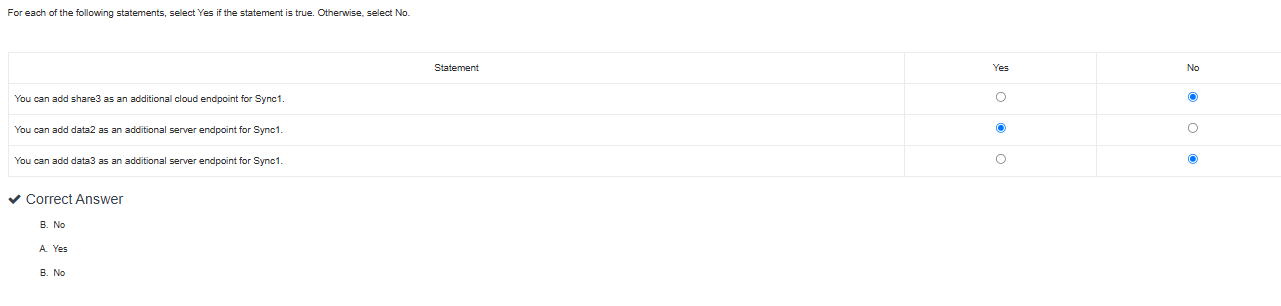 For each of the following statements, select Yes if the statement is true. Otherwise, select No.
Statement Yes No
You can add share3 as an additional cloud endpoint for Sync1.
You can add data2 as an additional server endpoint for Sync1.
You can add data3 as an additional server endpoint for Sync1.
Correct Answer
B. No
A. Yes
B. No